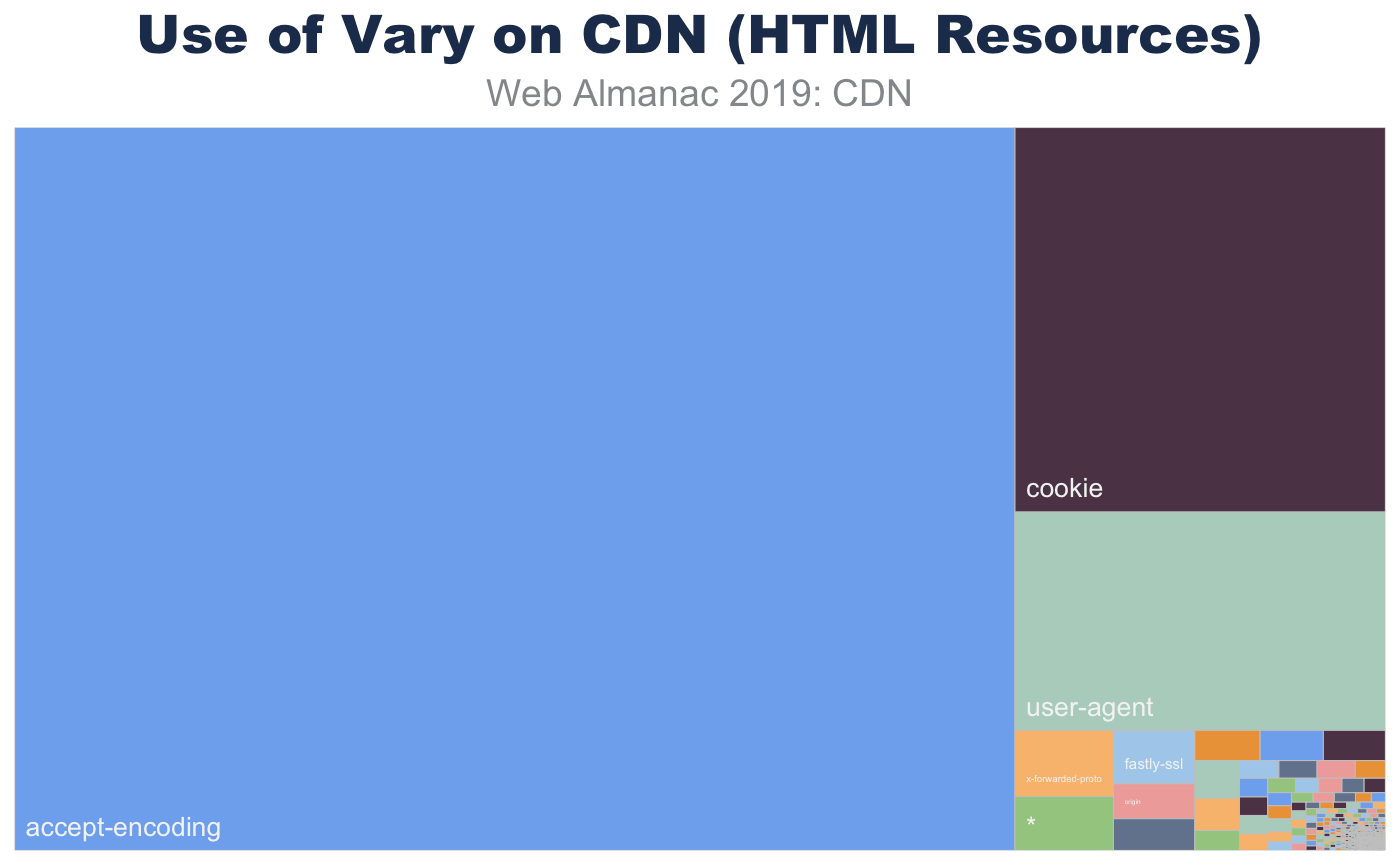 Use of Vary on CDN (HTML Resources)
Web Almanac 2019: CDN
accept-encoding
cookie
user-agent
x-forwarded-proto
*
fastly-ssl
origin